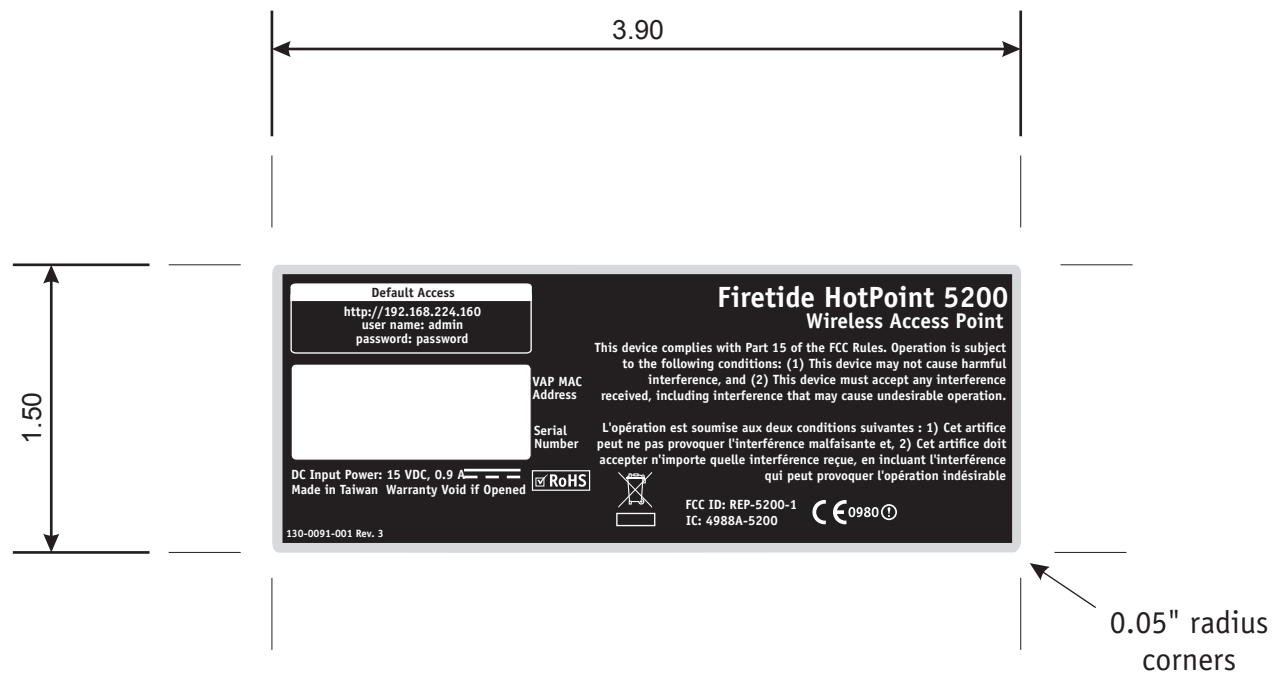 3.90
1.50
Default Access
http://192.168.224.160
user name: admin
password: password
VAP MAC
Address
Serial
Number
DC Input Power: 15 VDC, 0.9 A
Made in Taiwan  Warranty Void if Opened
RoHS
130-0091-001 Rev. 3
Firetide HotPoint 5200
Wireless Access Point
This device complies with Part 15 of the FCC Rules. Operation is subject
to the following conditions: (1) This device may not cause harmful
interference, and (2) This device must accept any interference
received, including interference that may cause undesirable operation.
L'opération est soumise aux deux conditions suivantes : 1) Cet artifice
peut ne pas provoquer l'interférence malfaisante et, 2) Cet artifice doit
accepter n'importe quelle interférence reçue, en incluant l'interférence
qui peut provoquer l'opération indésirable
FCC ID: REP-5200-1
IC: 4988A-5200
CE 0980 !
0.05" radius
corners